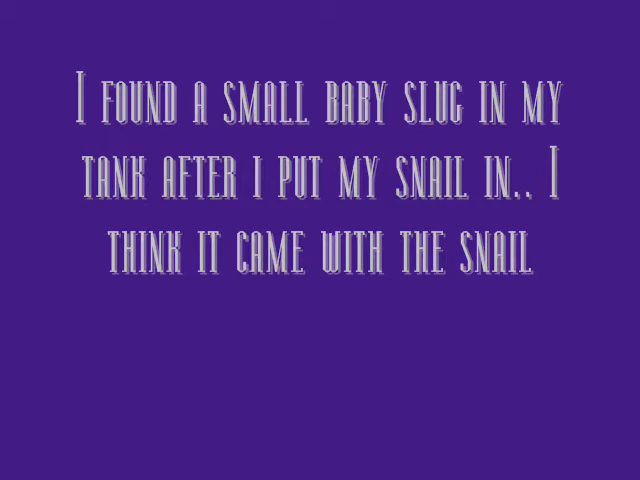 I found a small baby slug in my
tank after i put my snail in.. I
think it came with the snail